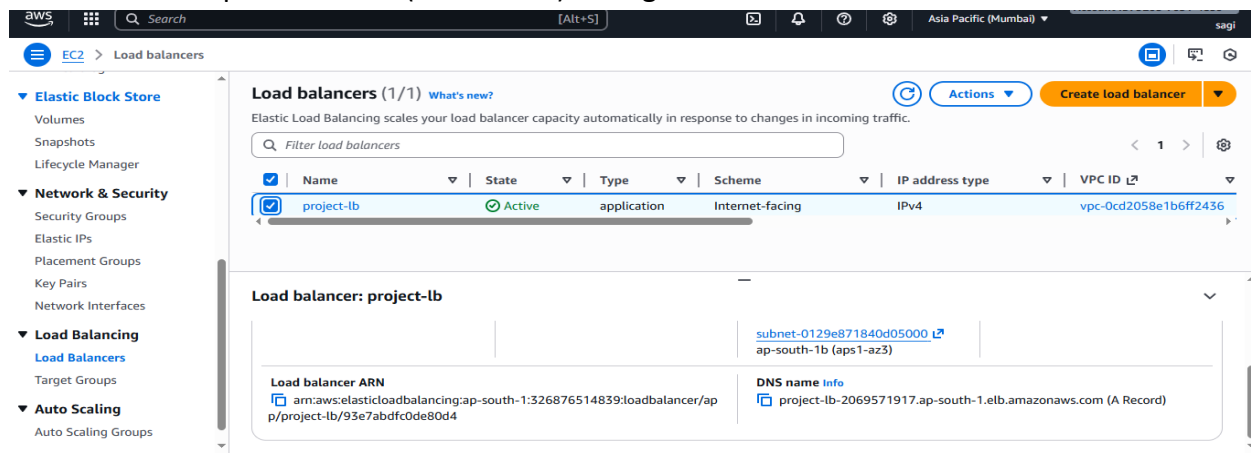 aws
Search
[Alt+S]
Asia Pacific (Mumbai)
sagi
EC2 > Load balancers
Elastic Block Store
Volumes
Snapshots
Lifecycle Manager
Network & Security
Security Groups
Elastic IPs
Placement Groups
Key Pairs
Network Interfaces
Load Balancing
Load Balancers
Target Groups
Auto Scaling
Auto Scaling Groups
Load balancers (1/1) What's new?
Actions
Create load balancer
Elastic Load Balancing scales your load balancer capacity automatically in response to changes in incoming traffic.
Filter load balancers
< 1 >
Name State Type Scheme IP address type VPC ID
project-lb Active application Internet-facing IPv4 vpc-0cd2058e1b6ff2436
Load balancer: project-lb
subnet-0129e871840d05000
ap-south-1b (aps1-az3)
Load balancer ARN
arn:aws:elasticloadbalancing:ap-south-1:326876514839:loadbalancer/ap
p/project-lb/93e7abdfc0de80d4
DNS name Info
project-lb-2069571917.ap-south-1.elb.amazonaws.com (A Record)